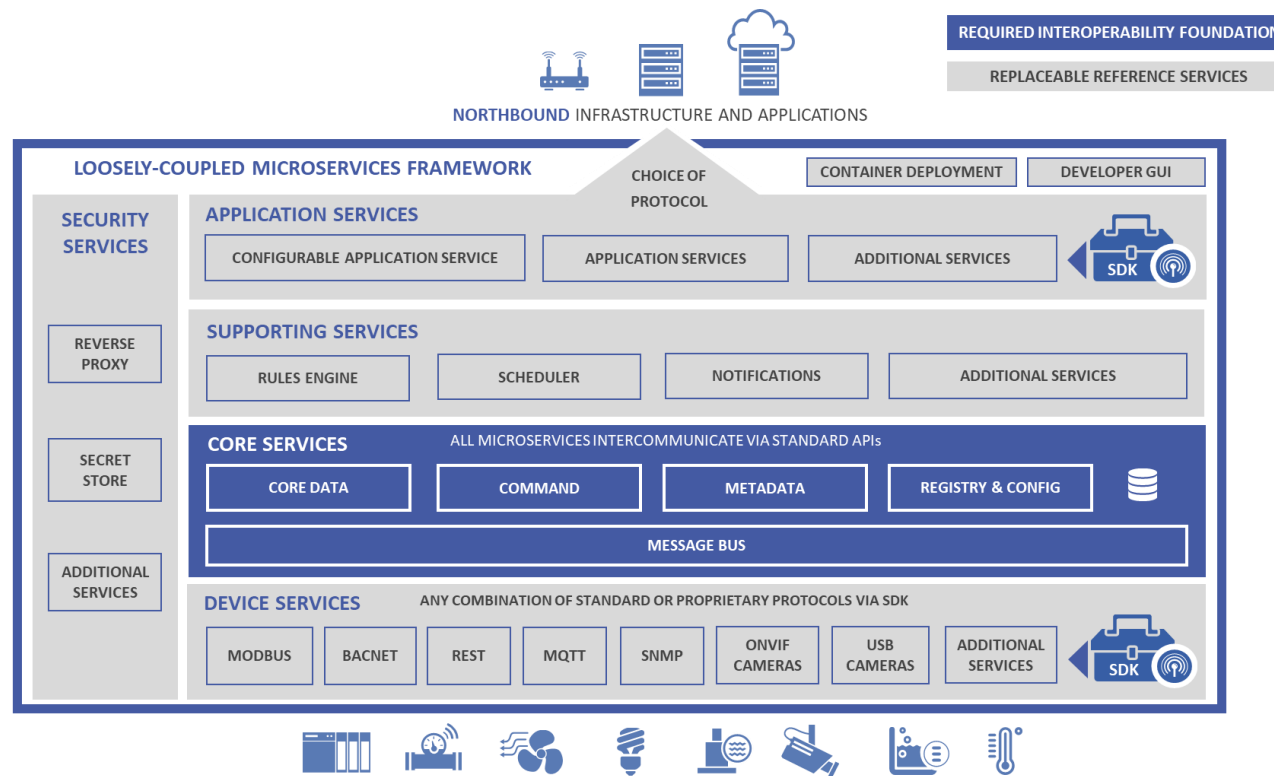 REQUIRED INTEROPERABILITY FOUNDATION
REPLACEABLE REFERENCE SERVICES
NORTHBOUND INFRASTRUCTURE AND APPLICATIONS
LOOSELY-COUPLED MICROSERVICES FRAMEWORK
CHOICE OF
PROTOCOL
CONTAINER DEPLOYMENT
DEVELOPER GUI
SECURITY
SERVICES
REVERSE
PROXY
SECRET
STORE
ADDITIONAL
SERVICES
APPLICATION SERVICES
CONFIGURABLE APPLICATION SERVICE
APPLICATION SERVICES
ADDITIONAL SERVICES
SDK
SUPPORTING SERVICES
RULES ENGINE
SCHEDULER
NOTIFICATIONS
ADDITIONAL SERVICES
CORE SERVICES
ALL MICROSERVICES INTERCOMMUNICATE VIA STANDARD APIs
CORE DATA
COMMAND
METADATA
REGISTRY & CONFIG
MESSAGE BUS
DEVICE SERVICES
ANY COMBINATION OF STANDARD OR PROPRIETARY PROTOCOLS VIA SDK
MODBUS
BACNET
REST
MQTT
SNMP
ONVIF
CAMERAS
USB
CAMERAS
ADDITIONAL
SERVICES
SDK